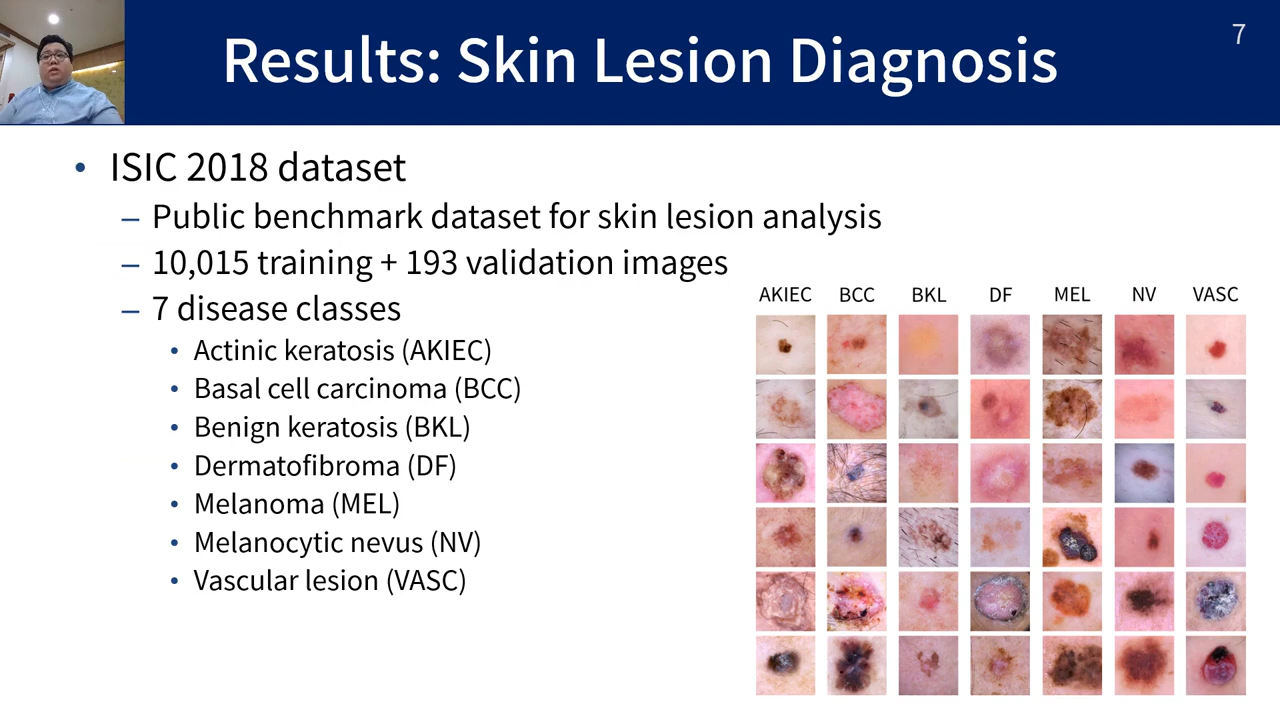 Results: Skin Lesion Diagnosis
7
• ISIC 2018 dataset
– Public benchmark dataset for skin lesion analysis
– 10,015 training + 193 validation images
– 7 disease classes
• Actinic keratosis (AKIEC)
• Basal cell carcinoma (BCC)
• Benign keratosis (BKL)
• Dermatofibroma (DF)
• Melanoma (MEL)
• Melanocytic nevus (NV)
• Vascular lesion (VASC)
AKIEC BCC BKL DF MEL NV VASC